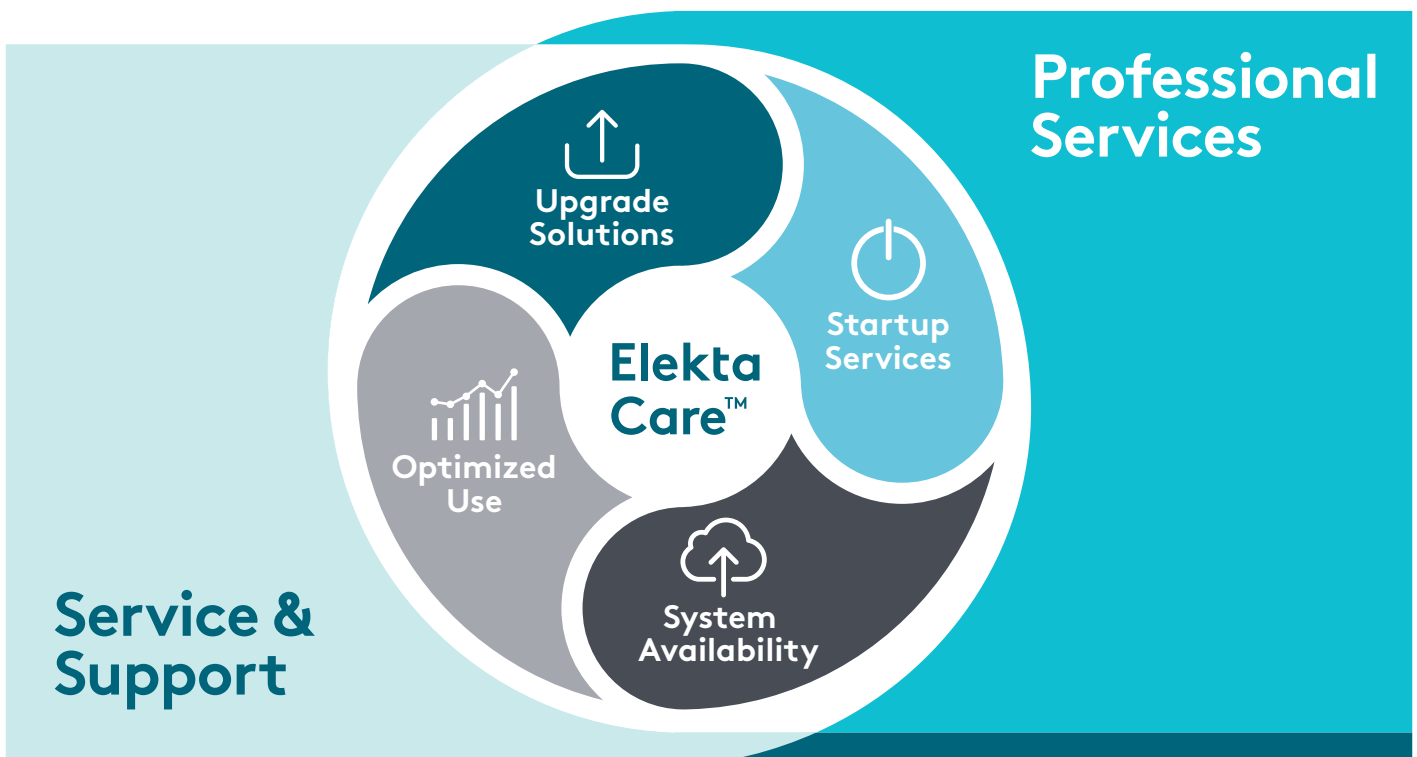 Professional
Services
Upgrade
Solutions
Startup
Services
Elekta
Care™
Optimized
Use
System
Availability
Service &
Support